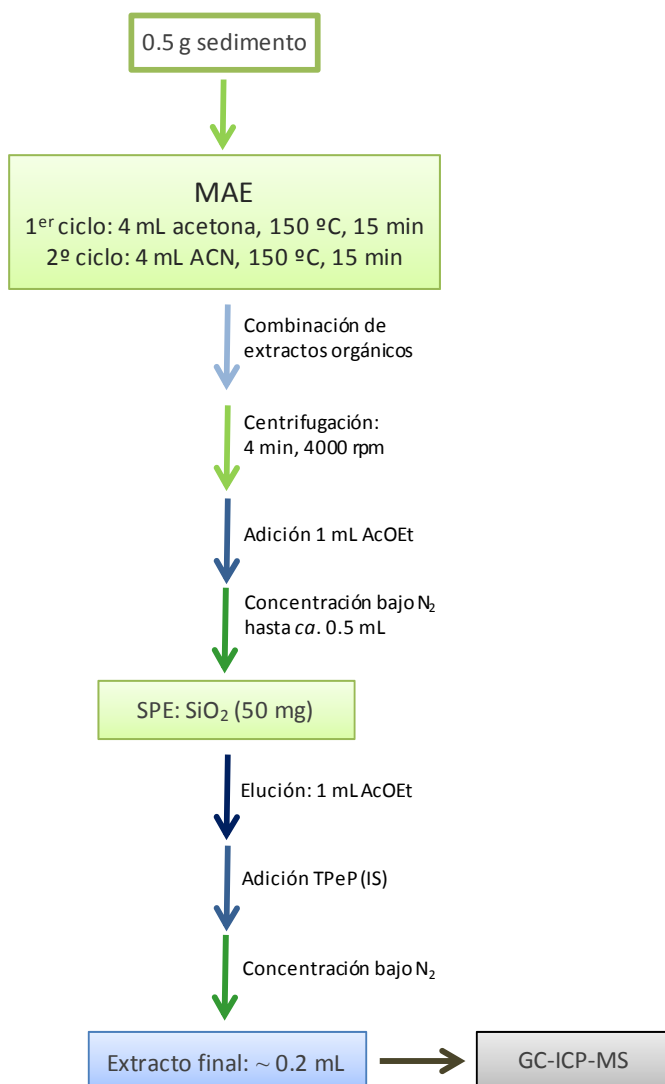 0.5 g sedimento
MAE
1er ciclo: 4 mL acetona, 150 ºC, 15 min
2º ciclo: 4 mL ACN, 150 ºC, 15 min
Combinación de
extractos orgánicos
Centrifugación:
4 min, 4000 rpm
Adición 1 mL AcOEt
Concentración bajo N2
hasta ca. 0.5 mL
SPE: SiO2 (50 mg)
Elución: 1 mL AcOEt
Adición TPeP (IS)
Concentración bajo N2
Extracto final: ~ 0.2 mL
GC-ICP-MS